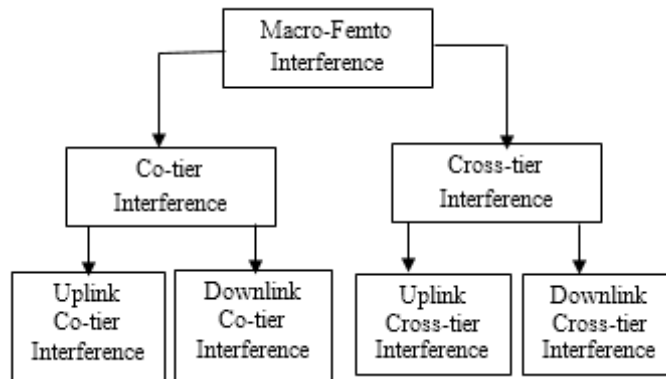 Macro-Femto
Interference
Co-tier
Interference
Cross-tier
Interference
Uplink
Co-tier
Interference
Downlink
Co-tier
Interference
Uplink
Cross-tier
Interference
Downlink
Cross-tier
Interference